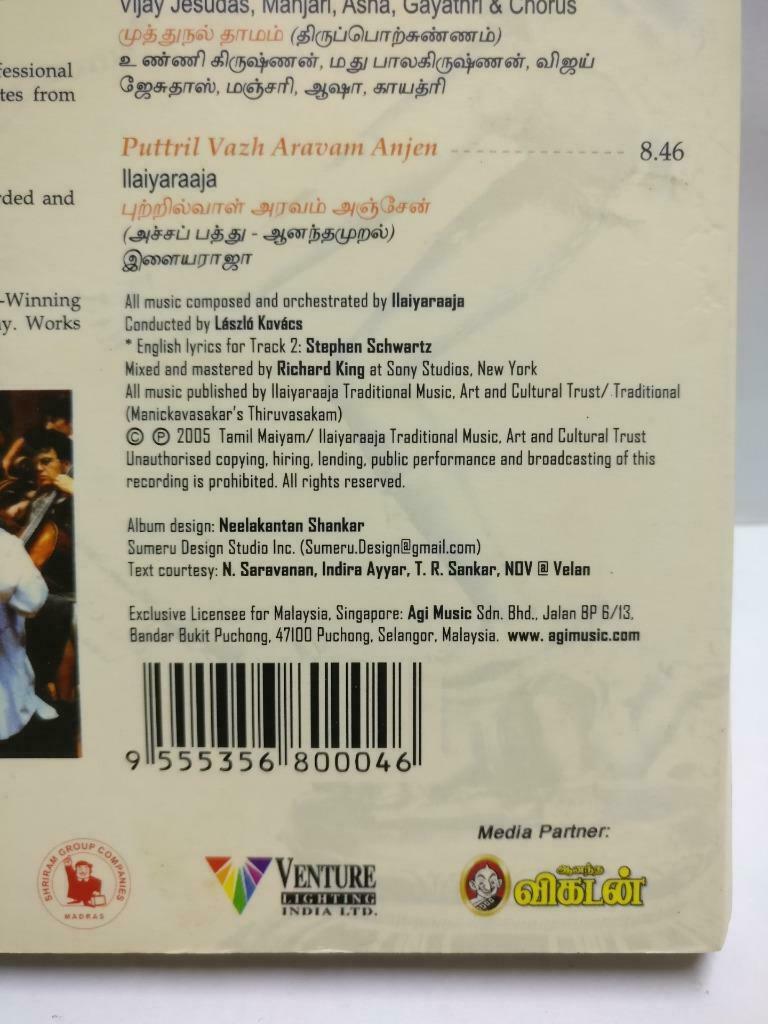 Vijay Jesudas, Manjari, Asha, Gayathri & Chorus
முத்துநல் தாமம் (திருப்பொற்சுண்ணம்)
உண்ணி கிருஷ்ணன், மது பாலகிருஷ்ணன், விஜய்
ஜேசுதாஸ், மஞ்சரி, ஆஷா, காயத்ரி
fessional
tes from
Puttril Vazh Aravam Anjen 8.46
Ilaiyaraaja
புற்றில்வாள் அரவம் அஞ்சேன்
(அச்சப் பத்து - ஆனந்தமுறல்)
இளையராஜா
rded and
-Winning
y. Works
All music composed and orchestrated by Ilaiyaraaja
Conducted by László Kovács
* English lyrics for Track 2: Stephen Schwartz
Mixed and mastered by Richard King at Sony Studios, New York
All music published by Ilaiyaraaja Traditional Music, Art and Cultural Trust/ Traditional
(Manickavasakar's Thiruvasakam)
© ℗ 2005 Tamil Maiyam/ Ilaiyaraaja Traditional Music, Art and Cultural Trust
Unauthorised copying, hiring, lending, public performance and broadcasting of this
recording is prohibited. All rights reserved.
Album design: Neelakantan Shankar
Sumeru Design Studio Inc. (Sumeru.Design@gmail.com)
Text courtesy: N. Saravanan, Indira Ayyar, T. R. Sankar, NOV @ Velan
Exclusive Licensee for Malaysia, Singapore: Agi Music Sdn. Bhd., Jalan BP 6/13,
Bandar Bukit Puchong, 47100 Puchong, Selangor, Malaysia. www. agimusic.com
9 555356 800046
Media Partner:
SHRIRAM GROUP COMPANIES
MADRAS
VENTURE
LIGHTING
INDIA LTD.
ஆனந்த
விகடன்